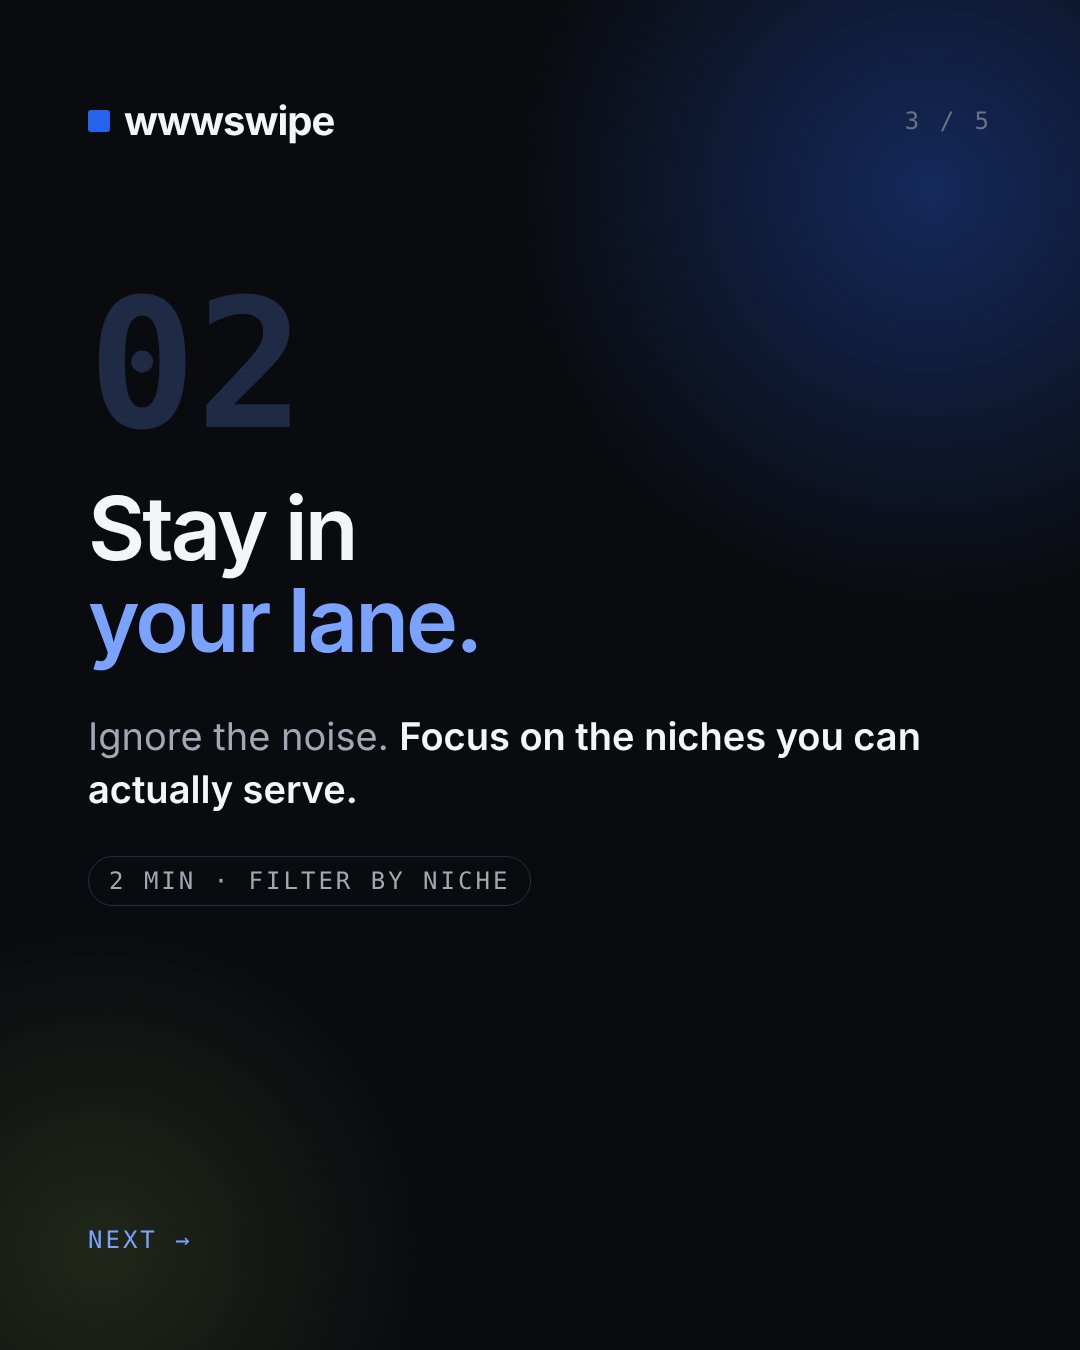 wwwswipe
3 / 5
02
Stay in
your lane.
Ignore the noise. Focus on the niches you can
actually serve.
2 MIN · FILTER BY NICHE
NEXT →